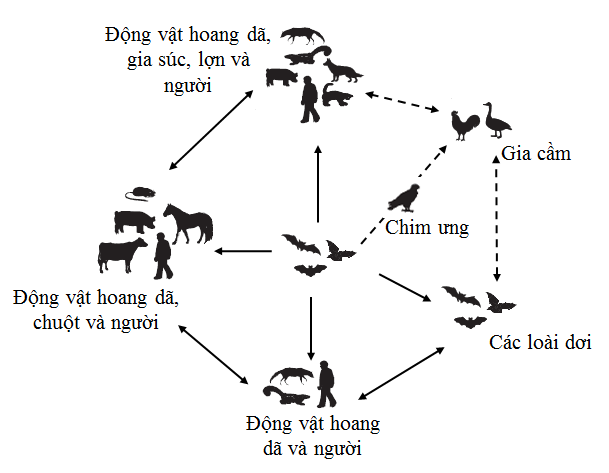 Động vật hoang dã,
gia súc, lợn và
người
Gia cầm
Chim ưng
Động vật hoang dã,
chuột và người
Các loài dơi
Động vật hoang
dã và người